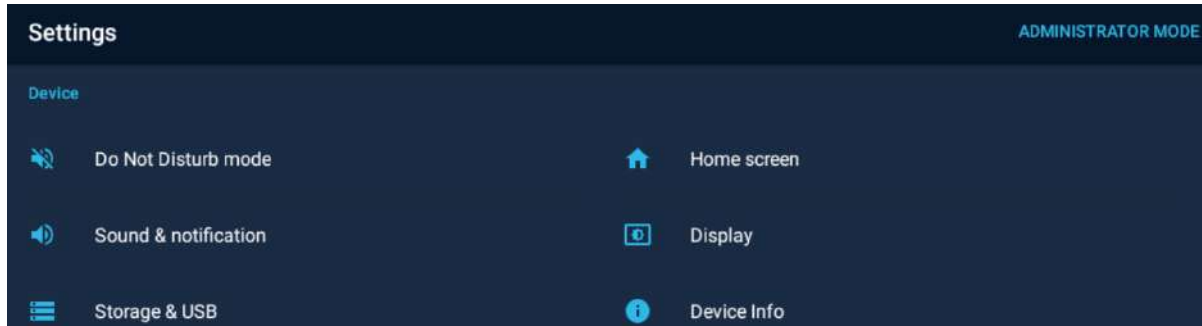 Settings
ADMINISTRATOR MODE
Device
Do Not Disturb mode
Home screen
Sound & notification
Display
Storage & USB
Device Info